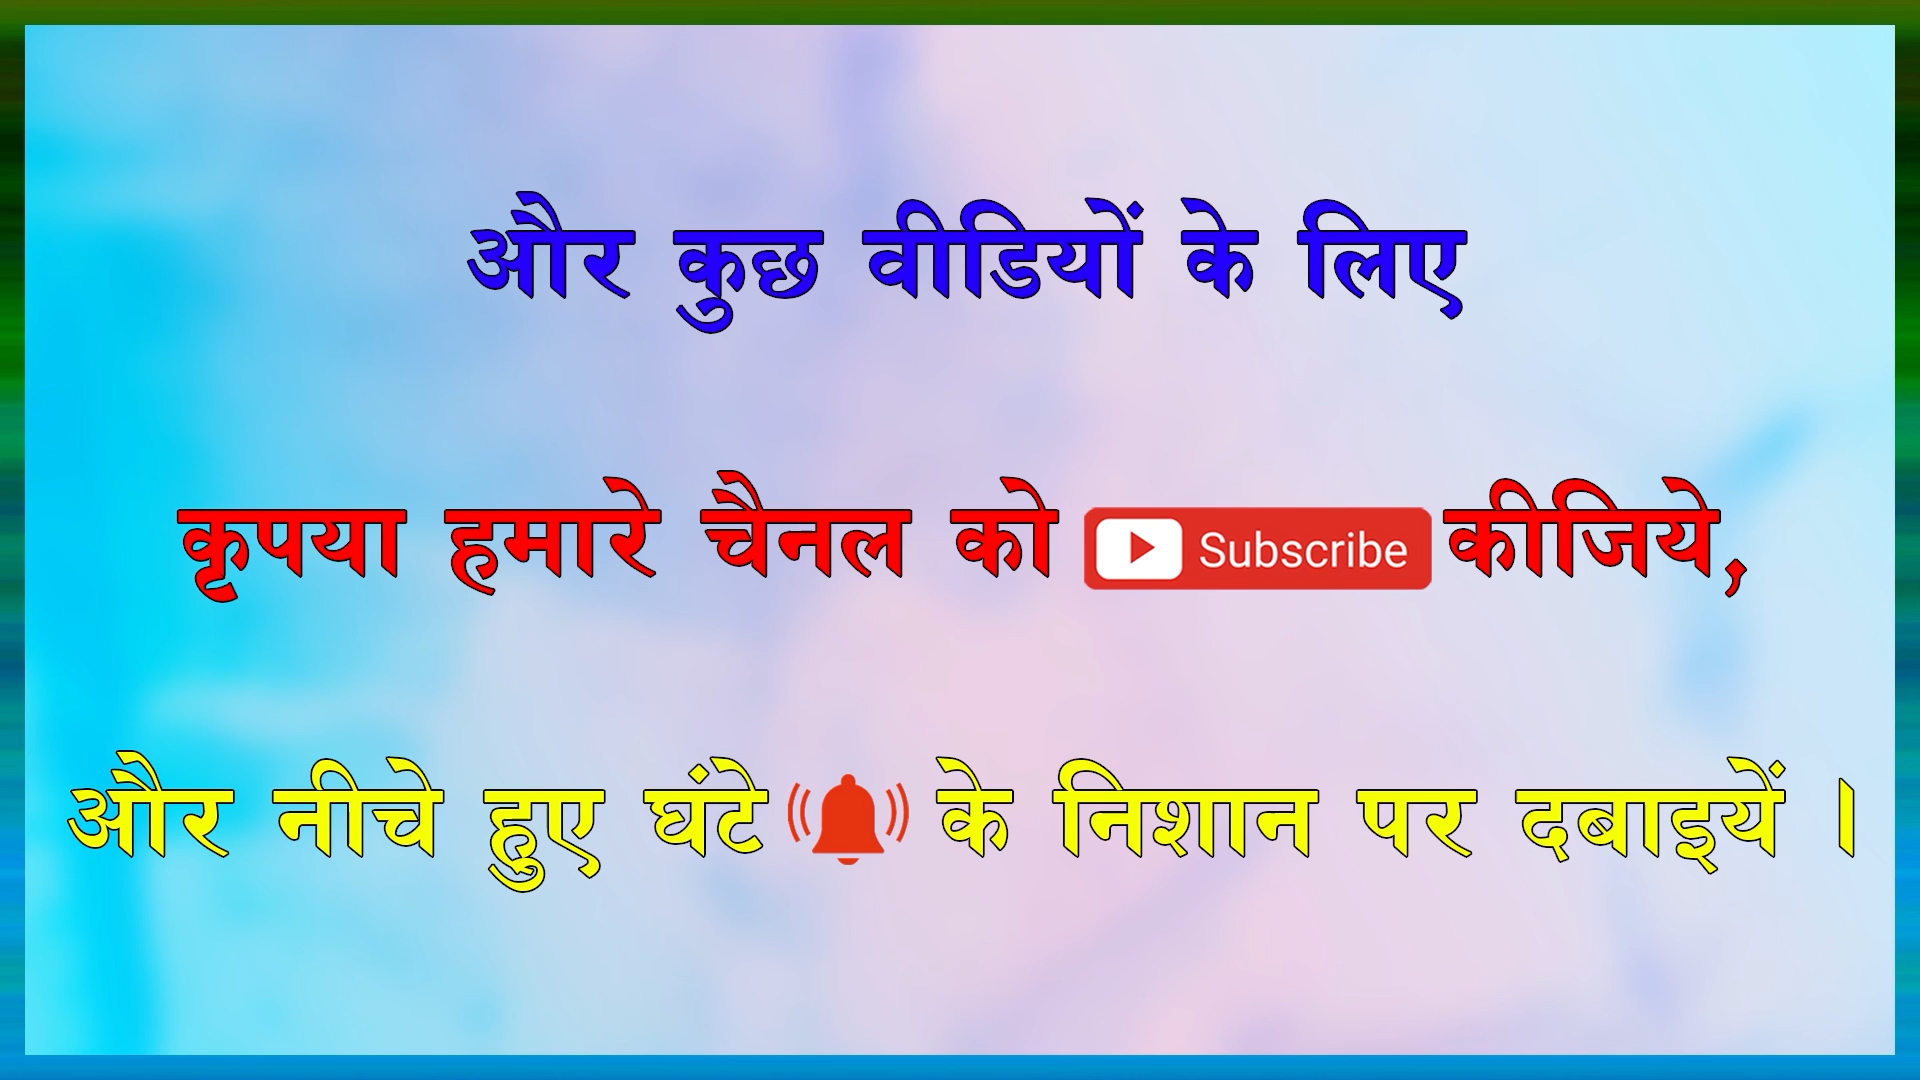 और कुछ वीडियों के लिए
कृपया हमारे चैनल को Subscribe कीजिये,
और नीचे हुए घंटे के निशान पर दबाइयें ।